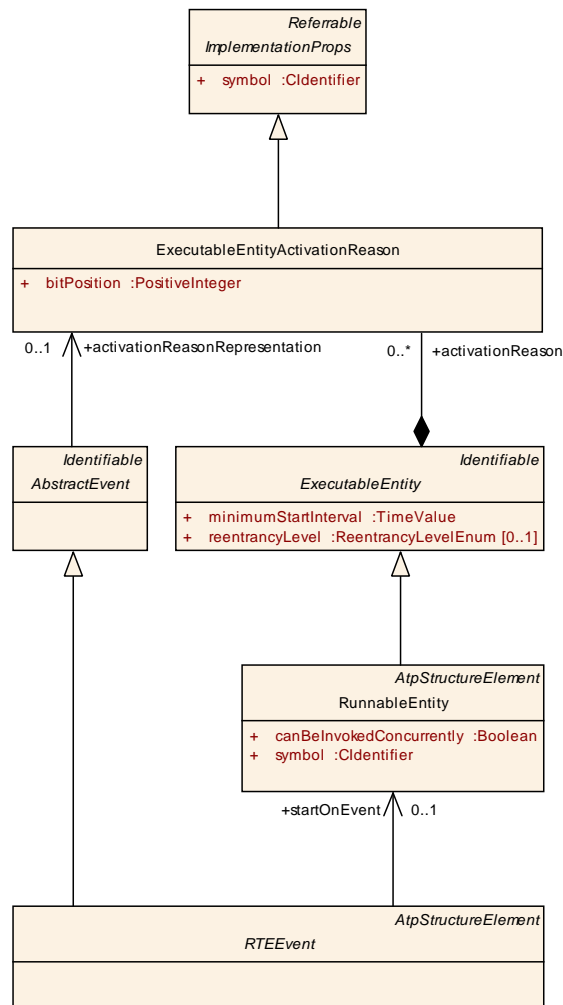 Referrable
ImplementationProps
+ symbol :CIdentifier
ExecutableEntityActivationReason
+ bitPosition :PositiveInteger
0..1 +activationReasonRepresentation 0..* +activationReason
Identifiable
AbstractEvent
Identifiable
ExecutableEntity
+ minimumStartInterval :TimeValue
+ reentrancyLevel :ReentrancyLevelEnum [0..1]
AtpStructureElement
RunnableEntity
+ canBeInvokedConcurrently :Boolean
+ symbol :CIdentifier
+startOnEvent 0..1
AtpStructureElement
RTEEvent